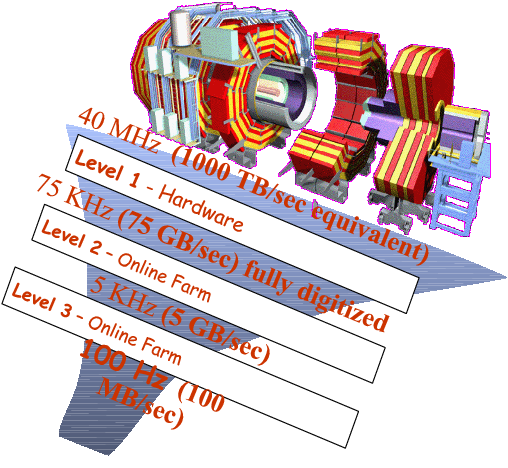 40 MHz (1000 TB/sec equivalent)
Level 1 - Hardware
75 KHz (75 GB/sec) fully digitized
Level 2 – Online Farm
5 KHz (5 GB/sec)
Level 3 – Online Farm
100 Hz (100
MB/sec)